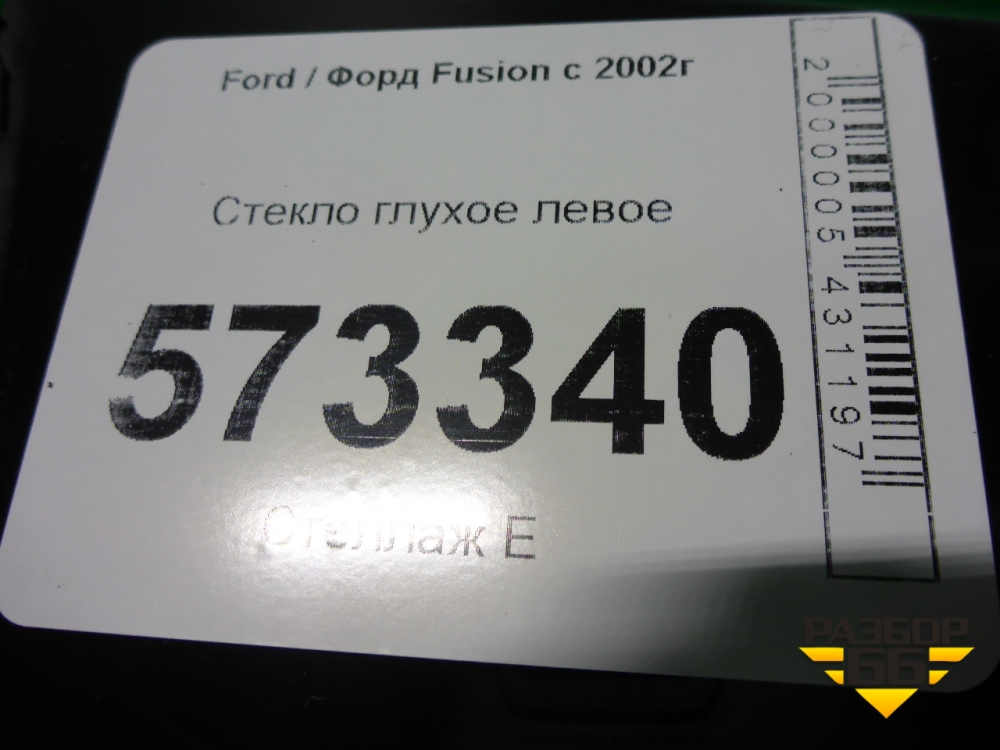 Ford / Форд Fusion с 2002г
Стекло глухое левое
573340
Стеллаж Е
2000005431197
РАЗБОР
66